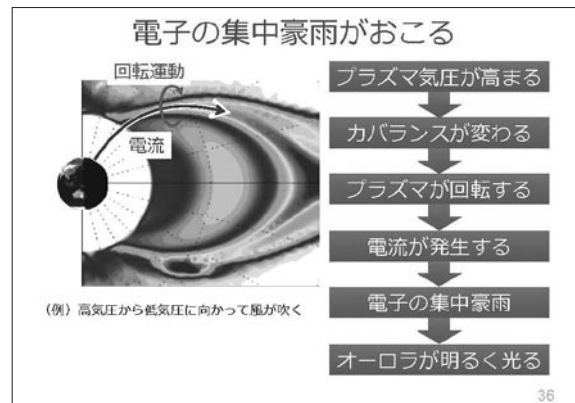 電子の集中豪雨がおこる
回転運動
電流
(例)高気圧から低気圧に向かって風が吹く
プラズマ気圧が高まる
力バランスが変わる
プラズマが回転する
電流が発生する
電子の集中豪雨
オーロラが明るく光る
36